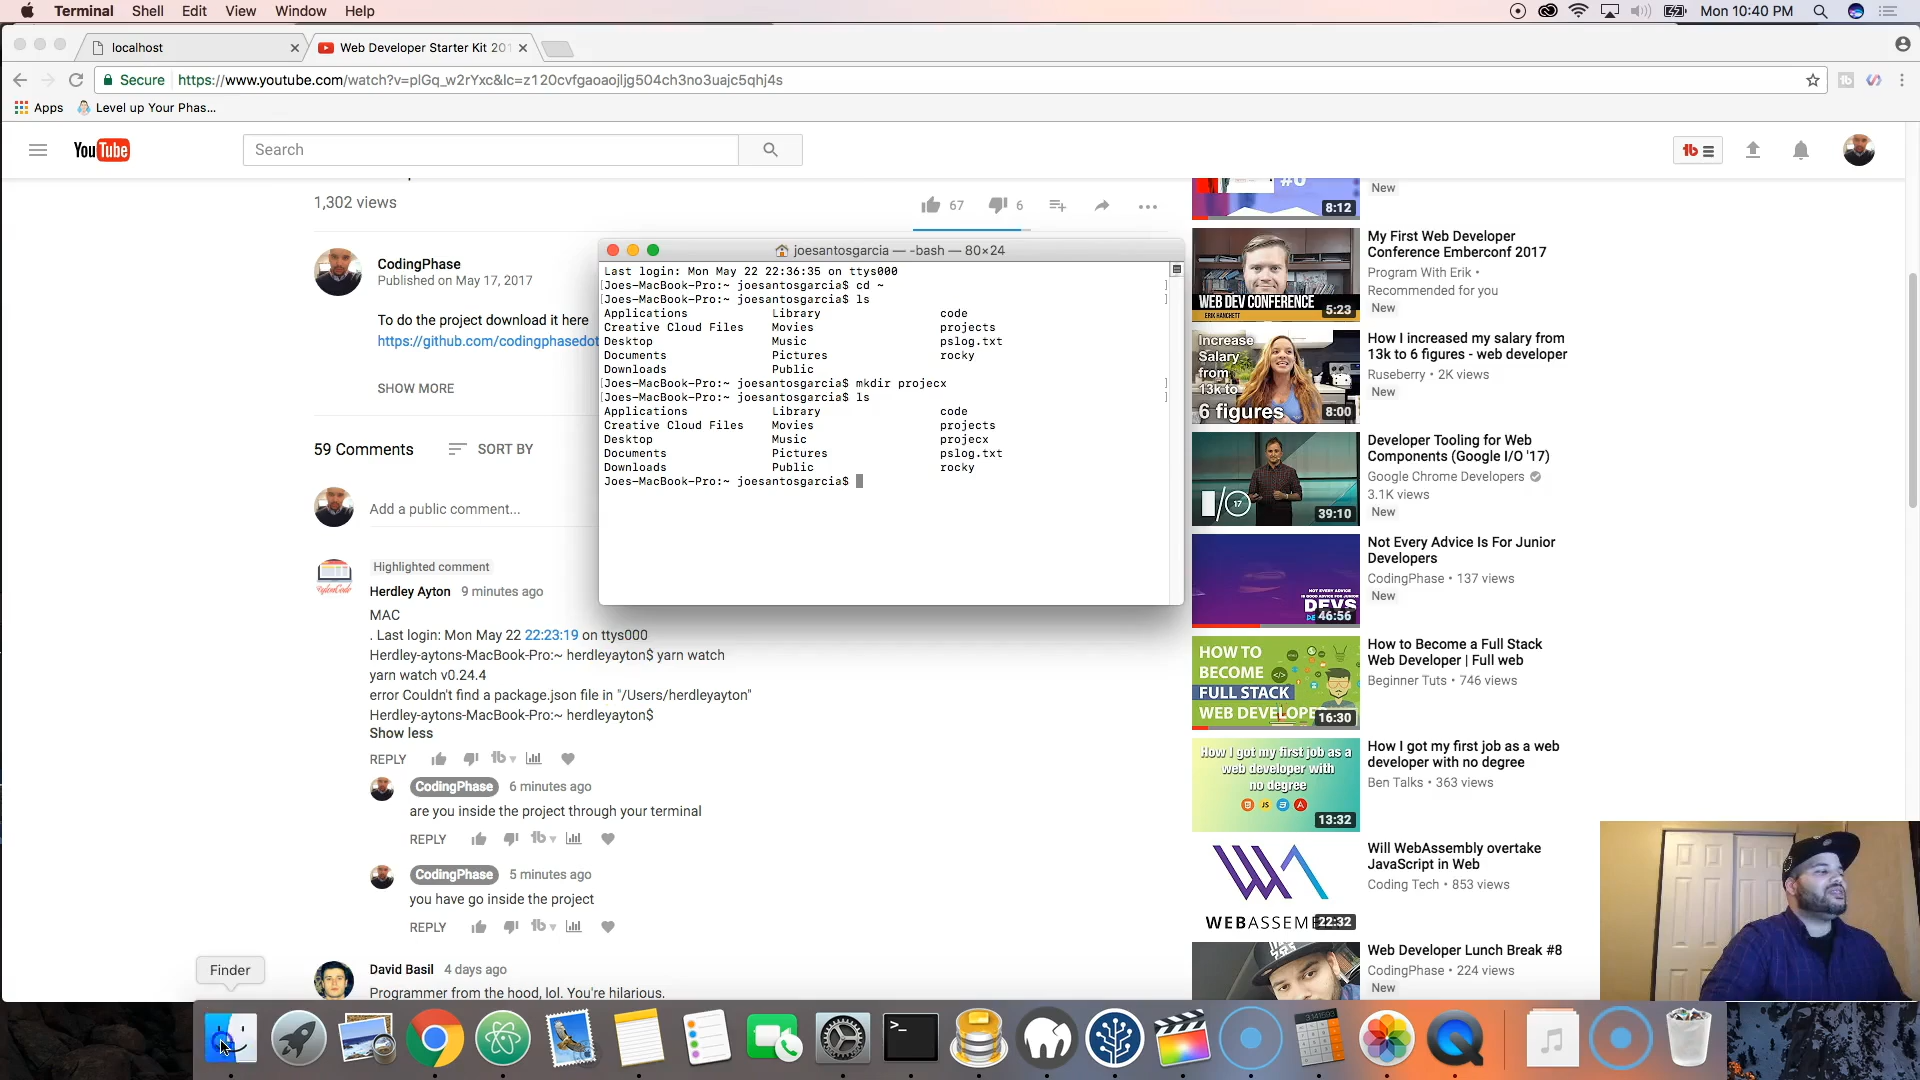 Terminal Shell Edit View Window Help Mon 10:40 PM
localhost Web Developer Starter Kit 201
Secure https://www.youtube.com/watch?v=plGq_w2rYxc&lc=z120cvfgaoaojljg504ch3no3uajc5qhj4s
Apps Level up Your Phas...
YouTube Search
1,302 views 67 6
CodingPhase
Published on May 17, 2017
To do the project download it here
https://github.com/codingphasedot
SHOW MORE
59 Comments SORT BY
Add a public comment...
Highlighted comment
Herdley Ayton 9 minutes ago
MAC
. Last login: Mon May 22 22:23:19 on ttys000
Herdley-aytons-MacBook-Pro:~ herdleyayton$ yarn watch
yarn watch v0.24.4
error Couldn't find a package.json file in "/Users/herdleyayton"
Herdley-aytons-MacBook-Pro:~ herdleyayton$
Show less
REPLY
CodingPhase 6 minutes ago
are you inside the project through your terminal
REPLY
CodingPhase 5 minutes ago
you have go inside the project
REPLY
David Basil 4 days ago
Programmer from the hood, lol. You're hilarious.
Finder
joesantosgarcia — -bash — 80×24
Last login: Mon May 22 22:36:35 on ttys000
[Joes-MacBook-Pro:~ joesantosgarcia$ cd ~ ]
[Joes-MacBook-Pro:~ joesantosgarcia$ ls ]
Applications Library code
Creative Cloud Files Movies projects
Desktop Music pslog.txt
Documents Pictures rocky
Downloads Public
[Joes-MacBook-Pro:~ joesantosgarcia$ mkdir projecx ]
[Joes-MacBook-Pro:~ joesantosgarcia$ ls ]
Applications Library code
Creative Cloud Files Movies projects
Desktop Music projecx
Documents Pictures pslog.txt
Downloads Public rocky
Joes-MacBook-Pro:~ joesantosgarcia$
8:12
New
WEB DEV CONFERENCE
ERIK HANCHETT
5:23
My First Web Developer
Conference Emberconf 2017
Program With Erik •
Recommended for you
New
Increase
Salary
from
13k to
6 figures
8:00
How I increased my salary from
13k to 6 figures - web developer
Ruseberry • 2K views
New
I/O 17
39:10
Developer Tooling for Web
Components (Google I/O '17)
Google Chrome Developers
3.1K views
New
DEVS
46:56
Not Every Advice Is For Junior
Developers
CodingPhase • 137 views
New
HOW TO
BECOME
FULL STACK
WEB DEVELOPE
16:30
How to Become a Full Stack
Web Developer | Full web
Beginner Tuts • 746 views
How I got my first job as a
web developer with
no degree
13:32
How I got my first job as a web
developer with no degree
Ben Talks • 363 views
WEBASSEM
22:32
Will WebAssembly overtake
JavaScript in Web
Coding Tech • 853 views
Web Developer Lunch Break #8
CodingPhase • 224 views
New